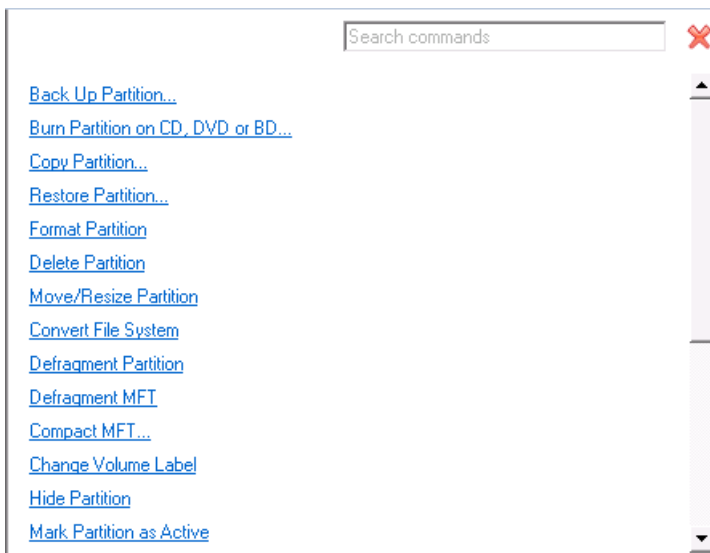 Search commands
Back Up Partition...
Burn Partition on CD, DVD or BD...
Copy Partition...
Restore Partition...
Format Partition
Delete Partition
Move/Resize Partition
Convert File System
Defragment Partition
Defragment MFT
Compact MFT...
Change Volume Label
Hide Partition
Mark Partition as Active